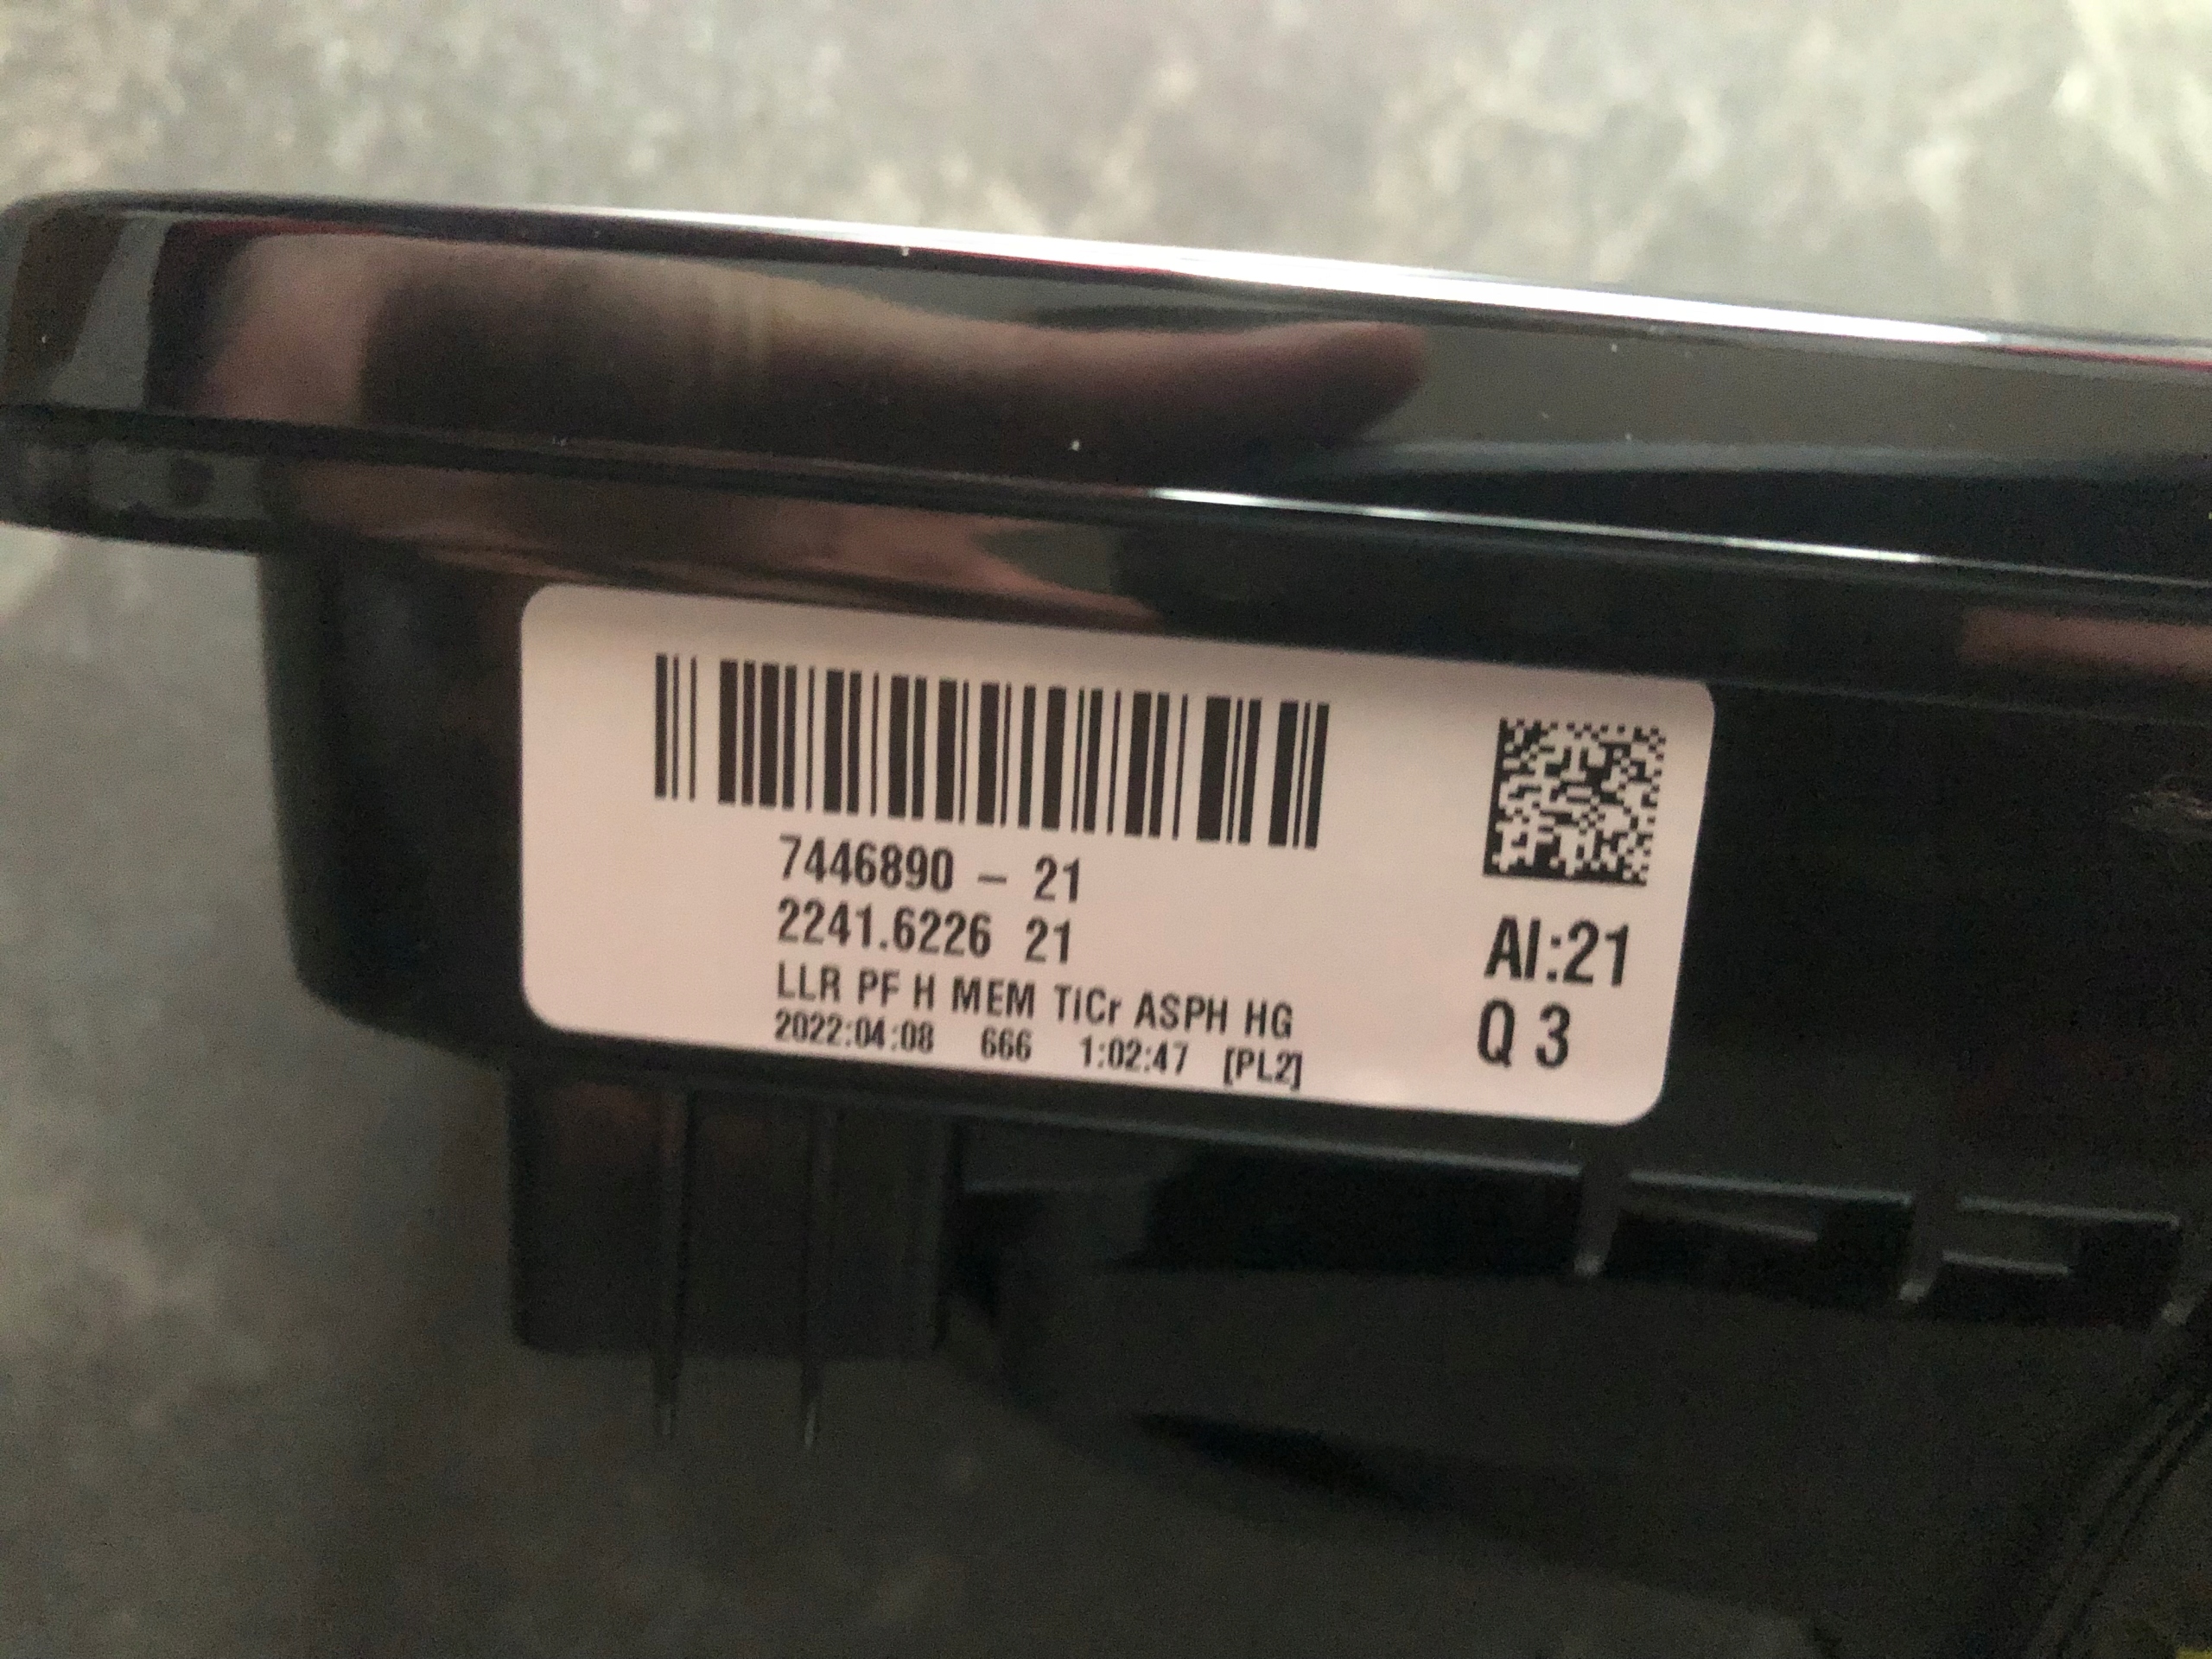 7446890 – 21
2241.6226 21
LLR PF H MEM TiCr ASPH HG
2022:04:08 666 1:02:47 [PL2]
AI:21
Q 3